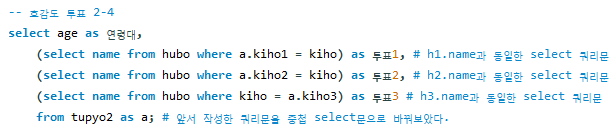 -- 호감도 투표 2-4
select age as 연령대,
(select name from hubo where a.kiho1 = kiho) as 투표1, # h1.name과 동일한 select 쿼리문
(select name from hubo where a.kiho2 = kiho) as 투표2, # h2.name과 동일한 select 쿼리문
(select name from hubo where kiho = a.kiho3) as 투표3 # h3.name과 동일한 select 쿼리문
from tupyo2 as a; # 앞서 작성한 쿼리문을 중첩 select문으로 바꿔보았다.